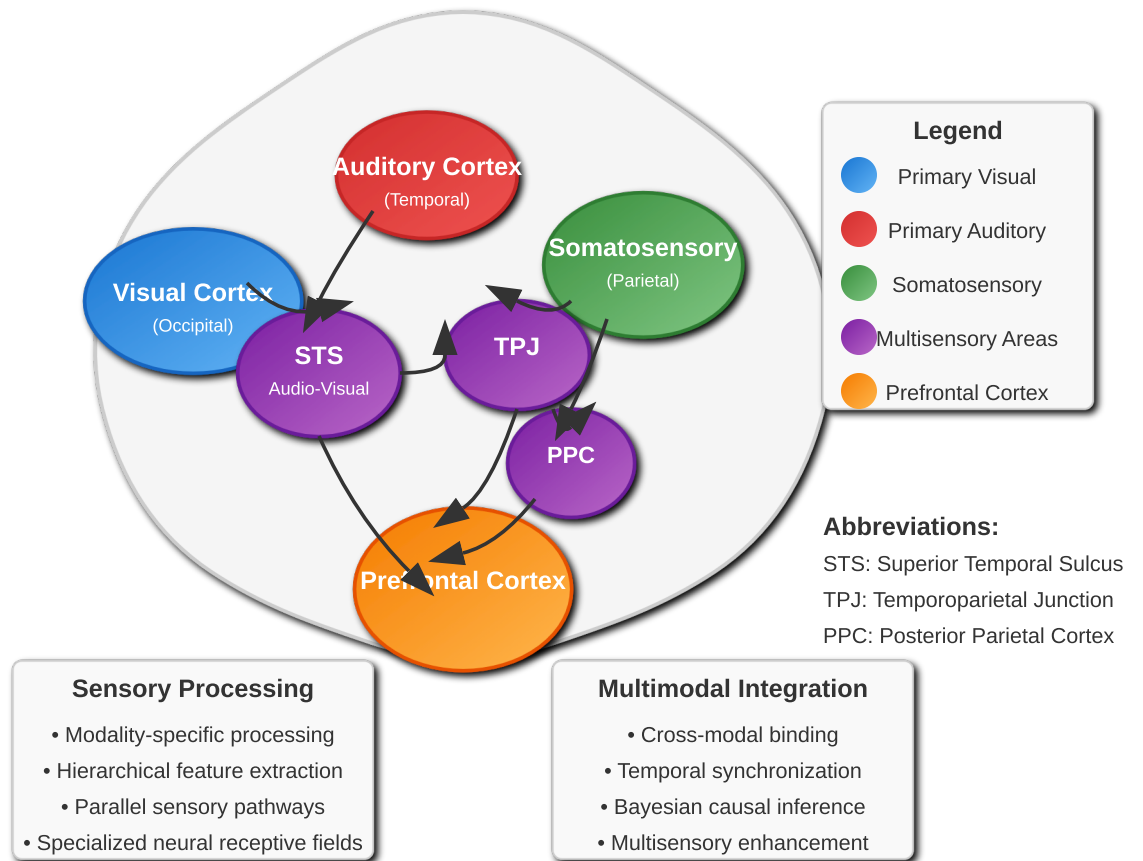 Auditory Cortex
(Temporal)
Somatosensory
(Parietal)
Visual Cortex
(Occipital)
STS
Audio-Visual
TPJ
PPC
Prefrontal Cortex
Legend
Primary Visual
Primary Auditory
Somatosensory
Multisensory Areas
Prefrontal Cortex
Abbreviations:
STS: Superior Temporal Sulcus
TPJ: Temporoparietal Junction
PPC: Posterior Parietal Cortex
Sensory Processing
• Modality-specific processing
• Hierarchical feature extraction
• Parallel sensory pathways
• Specialized neural receptive fields
Multimodal Integration
• Cross-modal binding
• Temporal synchronization
• Bayesian causal inference
• Multisensory enhancement